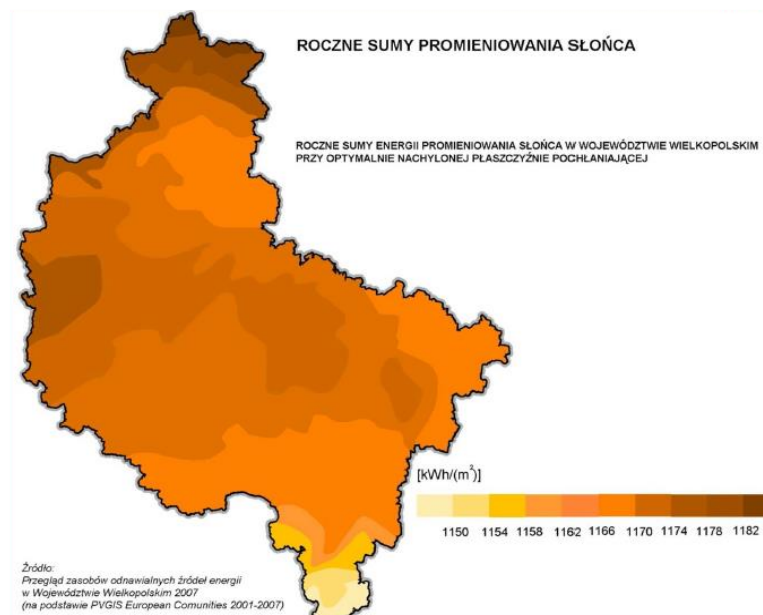 ROCZNE SUMY PROMIENIOWANIA SŁOŃCA
ROCZNE SUMY ENERGII PROMIENIOWANIA SŁOŃCA W WOJEWÓDZTWIE WIELKOPOLSKIM
PRZY OPTYMALNIE NACHYLONEJ PŁASZCZYŹNIE POCHŁANIAJĄCEJ
[kWh/(m²)]
1150 1154 1158 1162 1166 1170 1174 1178 1182
Źródło:
Przegląd zasobów odnawialnych źródeł energii
w Województwie Wielkopolskim 2007
(na podstawie PVGIS European Comunities 2001-2007)